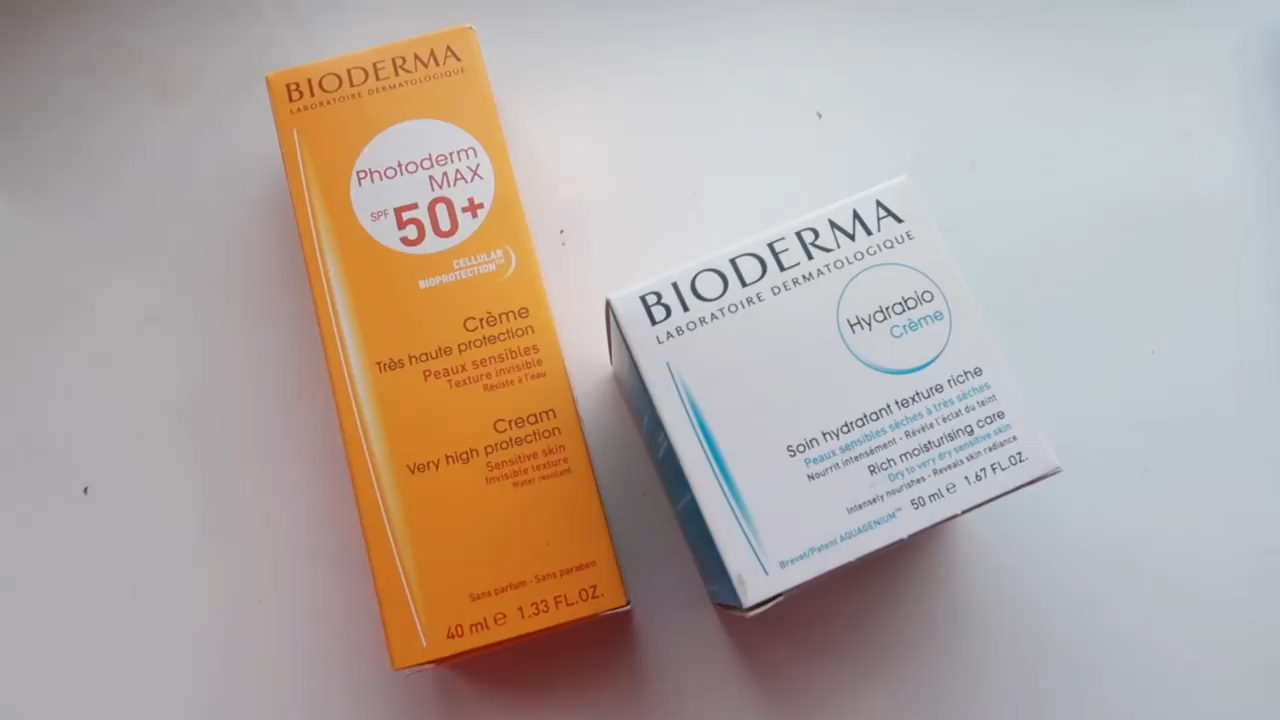 BIODERMA
LABORATOIRE DERMATOLOGIQUE
Photoderm
MAX
SPF 50+
CELLULAR
BIOPROTECTION™
Crème
Très haute protection
Peaux sensibles
Texture invisible
Résiste à l'eau
Cream
Very high protection
Sensitive skin
Invisible texture
Water resistant
Sans parfum - Sans paraben
40 ml e 1.33 FL.OZ.
BIODERMA
LABORATOIRE DERMATOLOGIQUE
Hydrabio
Crème
Soin hydratant texture riche
Peaux sensibles sèches à très sèches
Nourrit intensément - Révèle l'éclat du teint
Rich moisturising care
Dry to very dry sensitive skin
Intensely nourishes - Reveals skin radiance
Brevet/Patent AQUAGENIUM™ 50 ml e 1.67 FL.OZ.